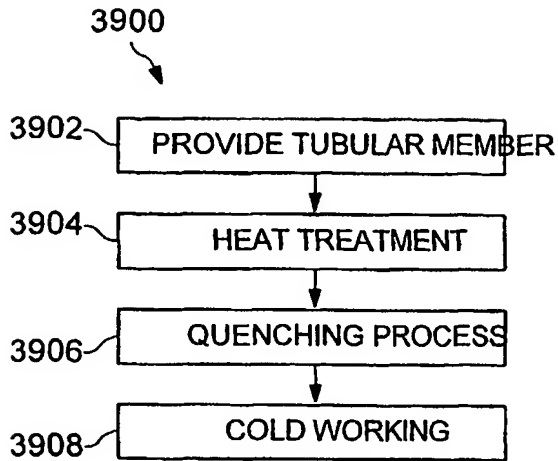 3900
3902
PROVIDE TUBULAR MEMBER
3904
HEAT TREATMENT
3906
QUENCHING PROCESS
3908
COLD WORKING